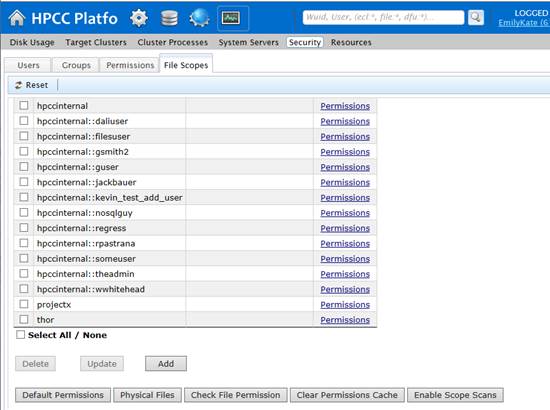 HPCC Platfo
Wuid, User, (ecl:*, file:*, dfu:*)...
LOGGED
EmilyKate (6
Disk Usage Target Clusters Cluster Processes System Servers Security Resources
Users Groups Permissions File Scopes
Reset
hpccinternal Permissions
hpccinternal::daliuser Permissions
hpccinternal::filesuser Permissions
hpccinternal::gsmith2 Permissions
hpccinternal::guser Permissions
hpccinternal::jackbauer Permissions
hpccinternal::kevin_test_add_user Permissions
hpccinternal::nosqlguy Permissions
hpccinternal::regress Permissions
hpccinternal::rpastrana Permissions
hpccinternal::someuser Permissions
hpccinternal::theadmin Permissions
hpccinternal::wwhitehead Permissions
projectx Permissions
thor Permissions
Select All / None
Delete Update Add
Default Permissions Physical Files Check File Permission Clear Permissions Cache Enable Scope Scans